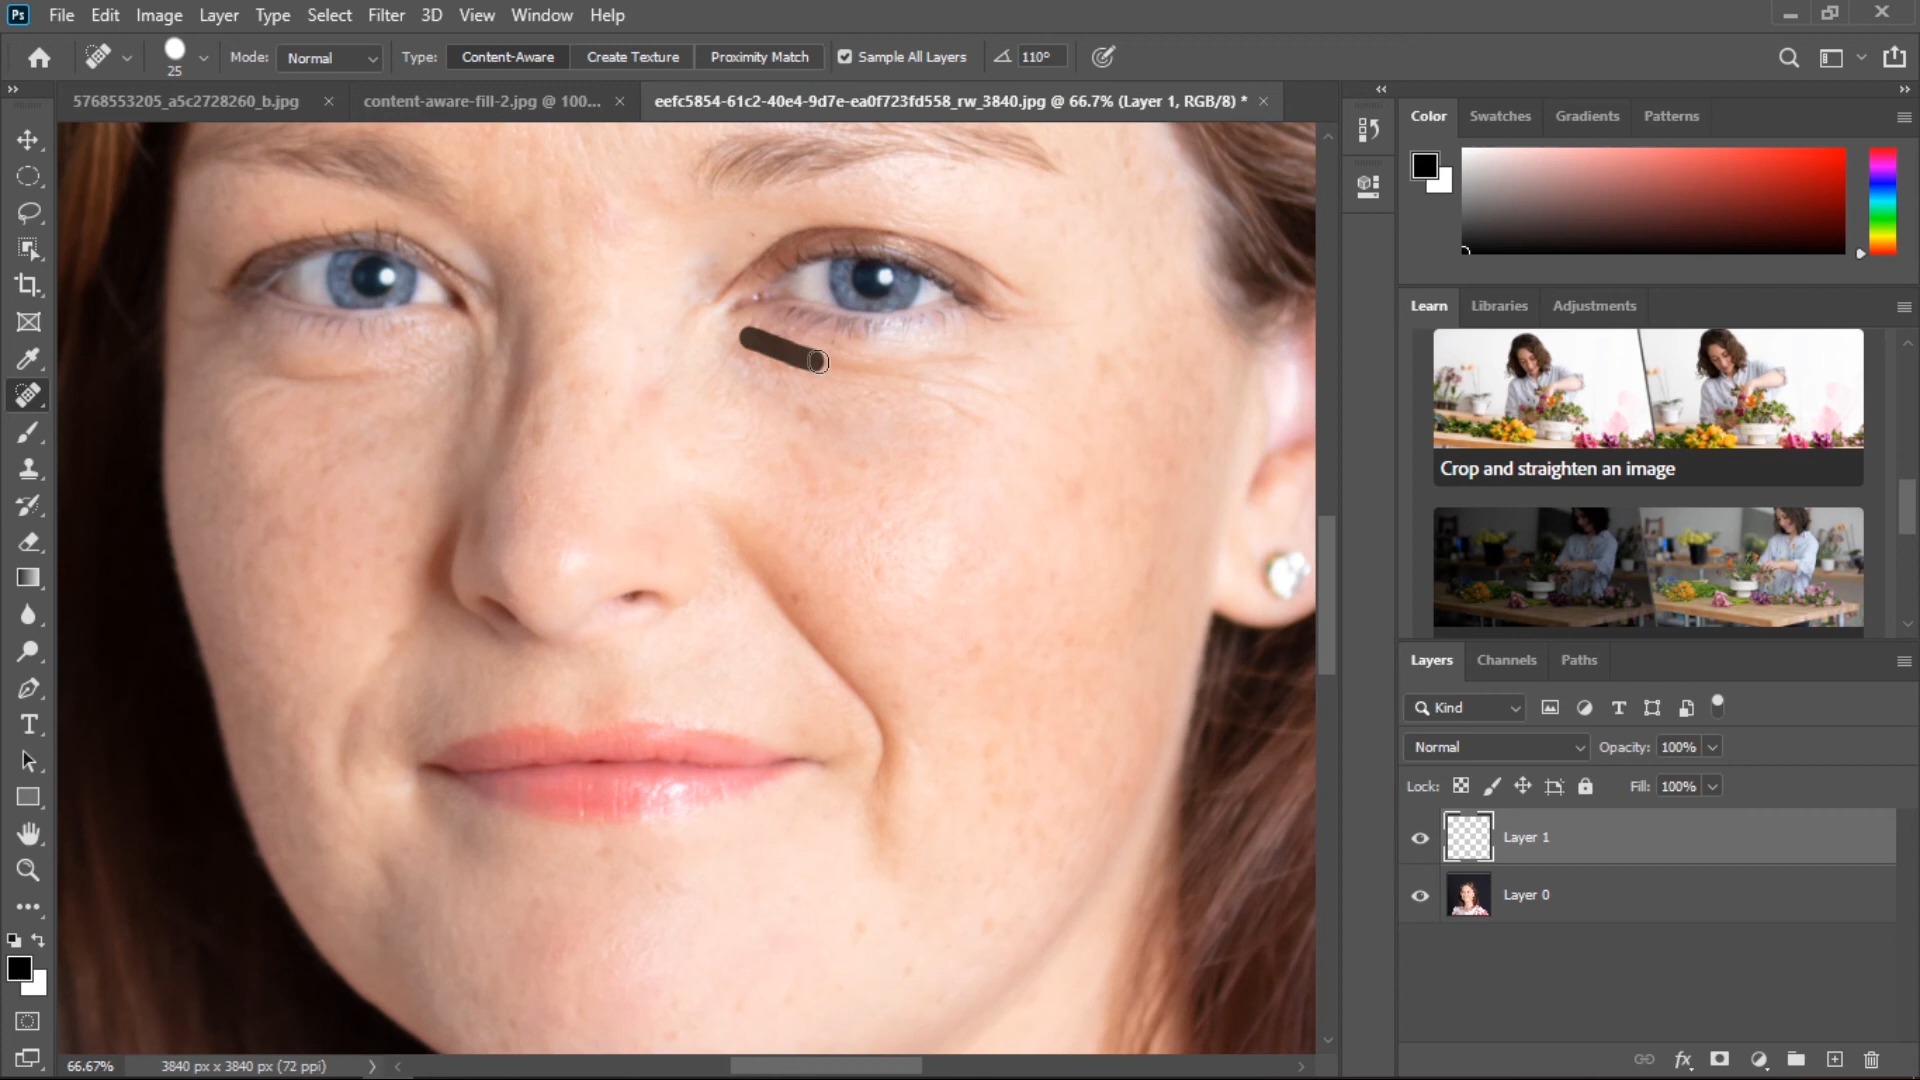 Ps File Edit Image Layer Type Select Filter 3D View Window Help
25 Mode: Normal Type: Content-Aware Create Texture Proximity Match Sample All Layers 110°
5768553205_a5c2728260_b.jpg × content-aware-fill-2.jpg @ 100... × eefc5854-61c2-40e4-9d7e-ea0f723fd558_rw_3840.jpg @ 66.7% (Layer 1, RGB/8) * ×
Color Swatches Gradients Patterns
Learn Libraries Adjustments
Crop and straighten an image
Layers Channels Paths
Kind
Normal Opacity: 100%
Lock: Fill: 100%
Layer 1
Layer 0
66.67% 3840 px x 3840 px (72 ppi)